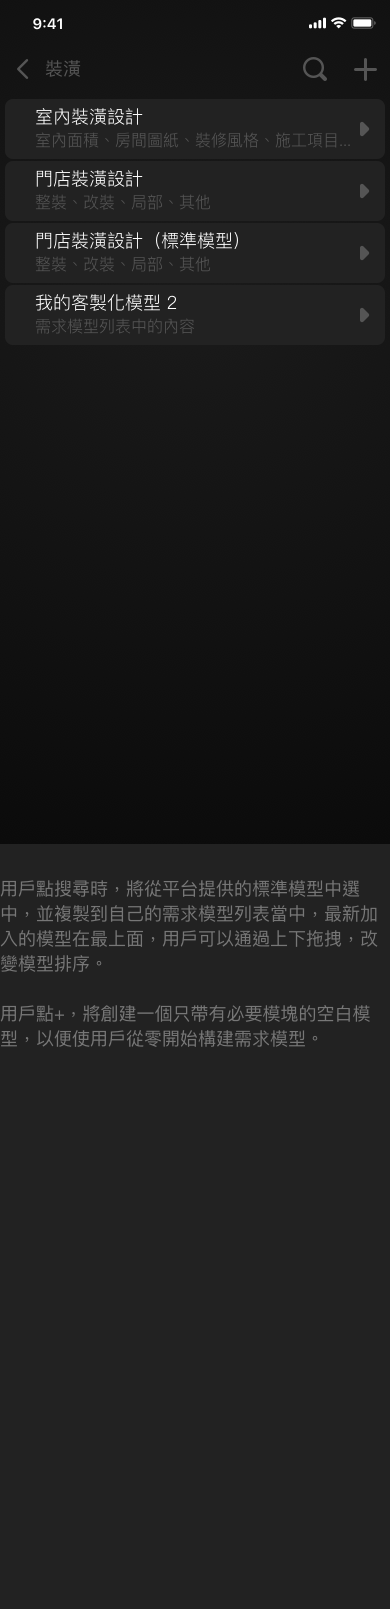 9:41
裝潢
室內裝潢設計
室內面積、房間圖紙、裝修風格、施工項目...
門店裝潢設計
整裝、改裝、局部、其他
門店裝潢設計（標準模型）
整裝、改裝、局部、其他
我的客製化模型 2
需求模型列表中的內容
用戶點搜尋時，將從平台提供的標準模型中選
中，並複製到自己的需求模型列表當中，最新加
入的模型在最上面，用戶可以通過上下拖拽，改
變模型排序。
用戶點+，將創建一個只帶有必要模塊的空白模
型，以便使用戶從零開始構建需求模型。